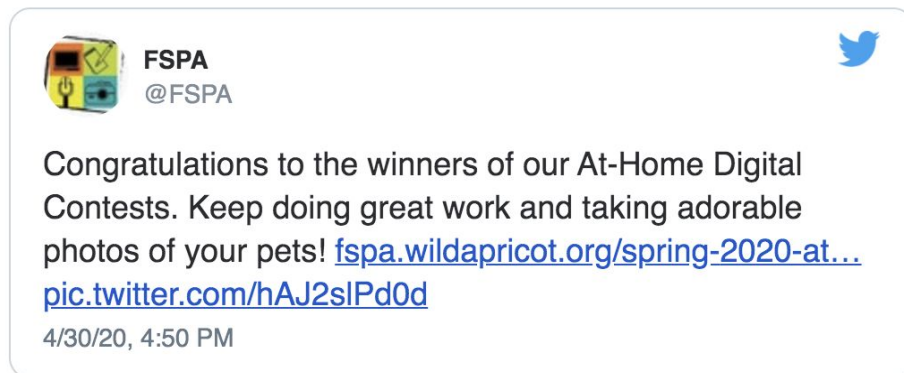 FSPA
@FSPA
Congratulations to the winners of our At-Home Digital
Contests. Keep doing great work and taking adorable
photos of your pets! fspa.wildapricot.org/spring-2020-at…
pic.twitter.com/hAJ2slPd0d
4/30/20, 4:50 PM